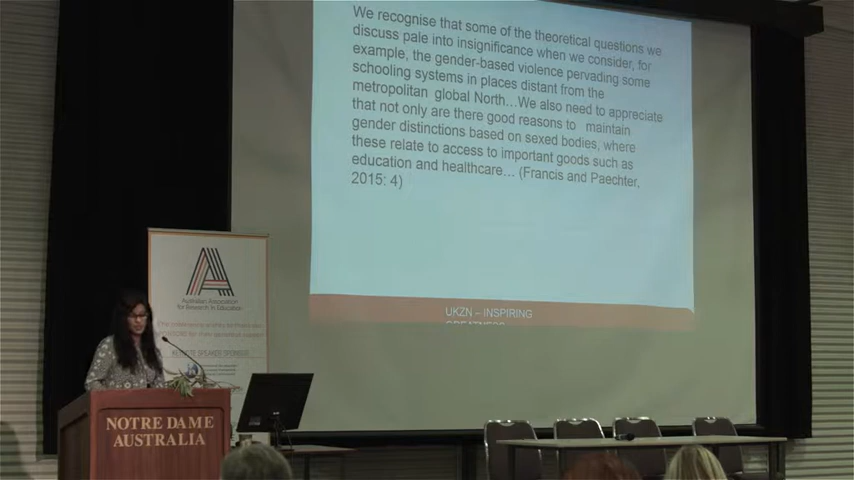 We recognise that some of the theoretical questions we
discuss pale into insignificance when we consider, for
example, the gender-based violence pervading some
schooling systems in places distant from the
metropolitan global North…We also need to appreciate
that not only are there good reasons to maintain
gender distinctions based on sexed bodies, where
these relate to access to important goods such as
education and healthcare… (Francis and Paechter,
2015: 4)
UKZN – INSPIRING
GREATNESS
Australian Association
for Research in Education
KEYNOTE SPEAKER SPONSOR
NOTRE DAME
AUSTRALIA